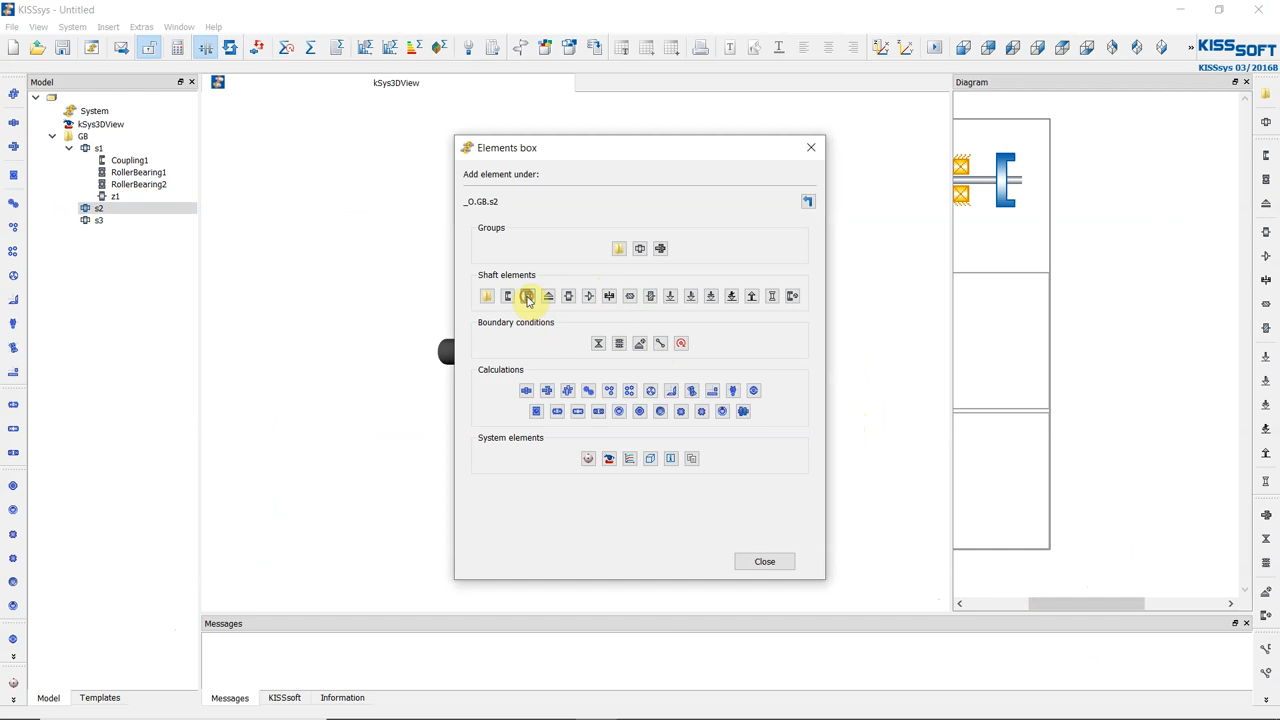 KISSsys - Untitled
File View System Insert Extras Window Help
KISSSOFT
KISSsys 03/2016B
Model
kSys3DView
Diagram
System
kSys3DView
GB
s1
Coupling1
RollerBearing1
RollerBearing2
z1
s2
s3
Elements box
Add element under:
_O.GB.s2
Groups
Shaft elements
Boundary conditions
Calculations
System elements
Close
Messages
Model Templates
Messages KISSsoft Information